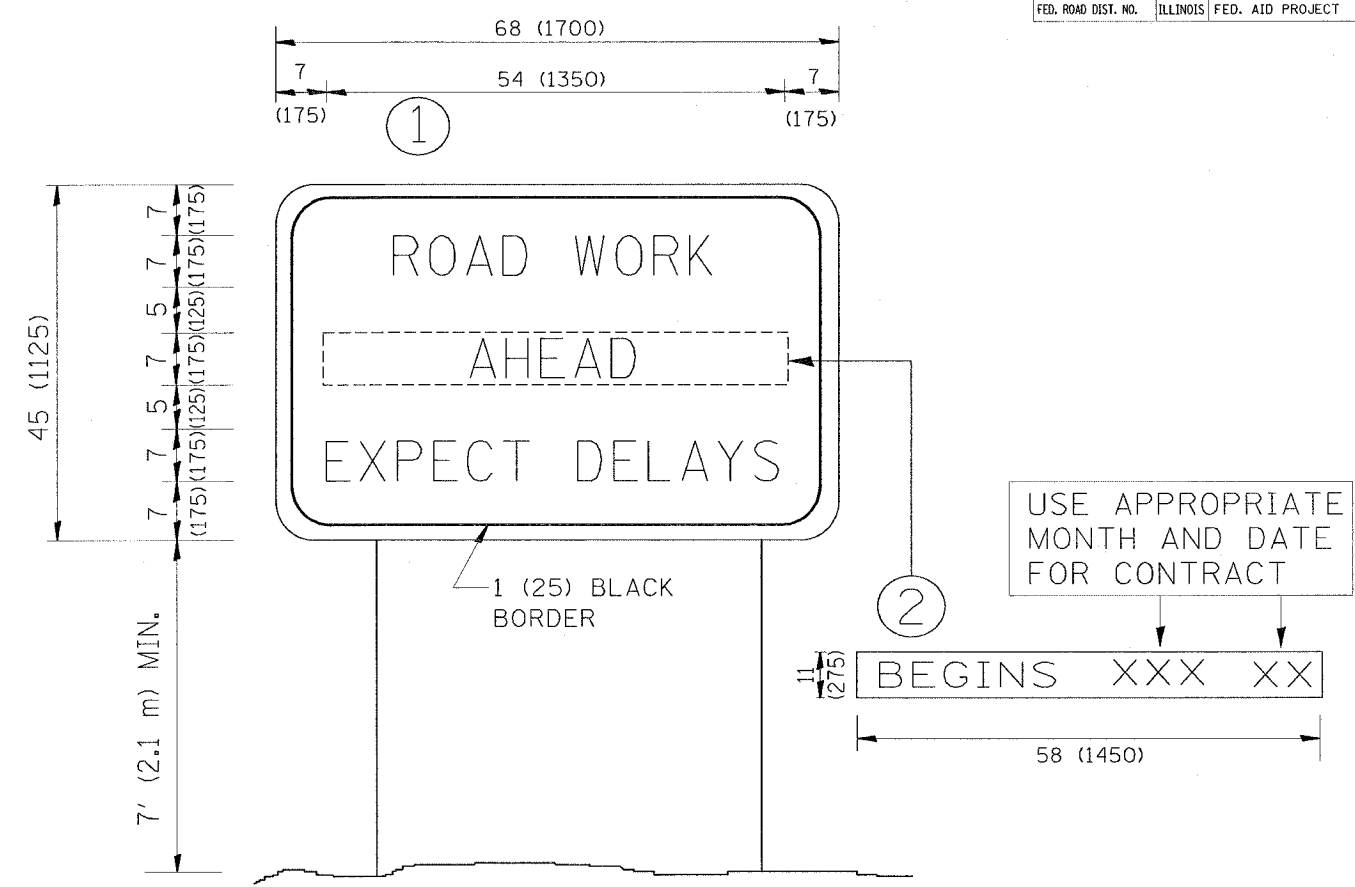 FED. ROAD DIST. NO. ILLINOIS FED. AID PROJECT
68 (1700)
7 54 (1350) 7
(175) (175)
1
45 (1125)
7 (175)
7 (175)
5 (125)
7 (175)
5 (125)
7 (175)
7 (175)
ROAD WORK
AHEAD
EXPECT DELAYS
1 (25) BLACK
BORDER
7' (2.1 m) MIN.
2
USE APPROPRIATE
MONTH AND DATE
FOR CONTRACT
11
(275)
BEGINS XXX XX
58 (1450)